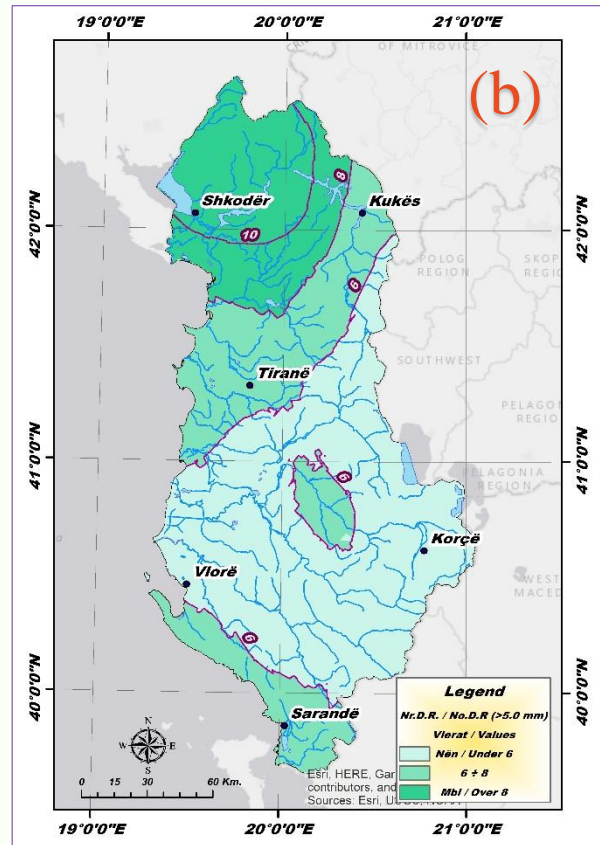 19°0'0"E 20°0'0"E 21°0'0"E
(b)
OF MITROVICE
Shkodër
Kukës
8
10
42°0'0"N 42°0'0"N
POLOG REGION
SKOP
REGIO
6
SOUTHWEST
Tiranë
PELAGON
REGION
41°0'0"N 41°0'0"N
6
PELAGONIA
REGION
Korçë
Vlorë
WEST
MACED
6
40°0'0"N 40°0'0"N
Sarandë
Legend
Nr.D.R. / No.D.R (>5.0 mm)
Vlerat / Values
Nën / Under 6
6 ÷ 8
Mbi / Over 8
N
W E
S
0 15 30 60 Km.
Esri, HERE, Gar
contributors, and
Sources: Esri, US
19°0'0"E 20°0'0"E 21°0'0"E